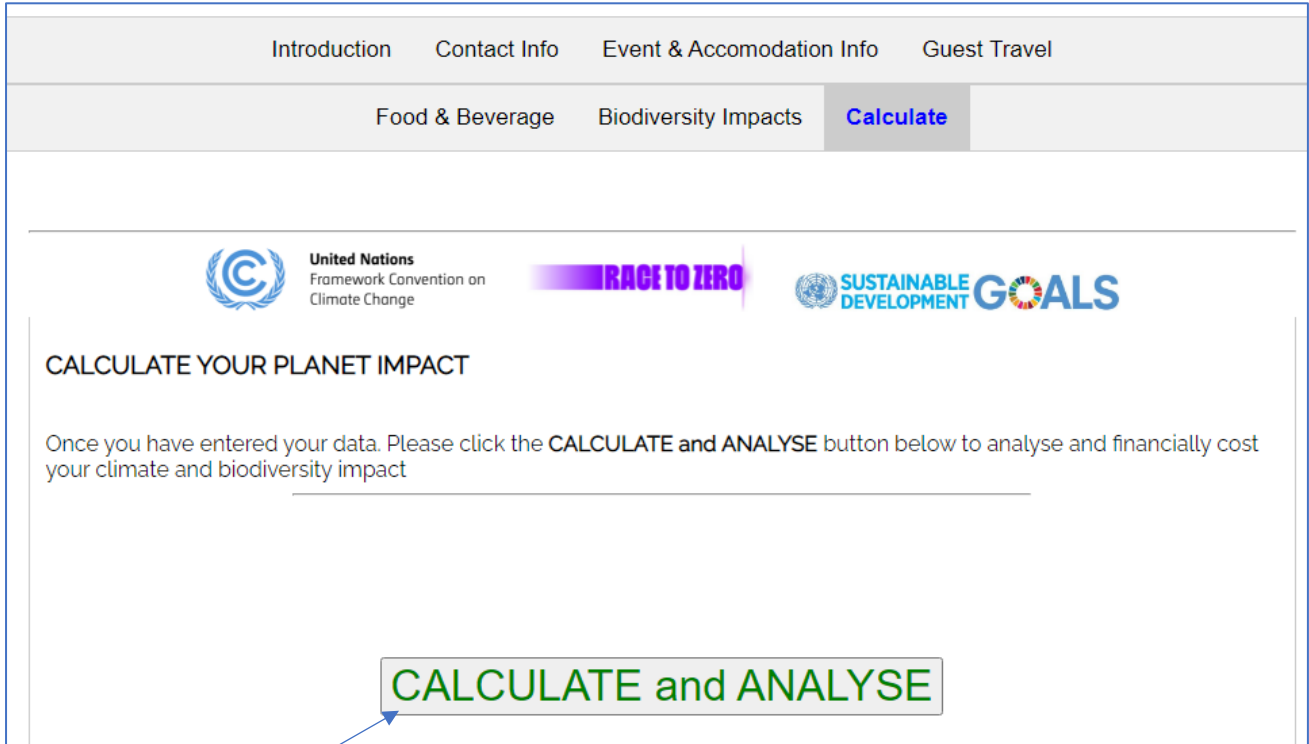 Introduction Contact Info Event & Accomodation Info Guest Travel
Food & Beverage Biodiversity Impacts Calculate
United Nations
Framework Convention on
Climate Change
RACE TO ZERO
SUSTAINABLE
DEVELOPMENT GOALS
CALCULATE YOUR PLANET IMPACT
Once you have entered your data. Please click the CALCULATE and ANALYSE button below to analyse and financially cost
your climate and biodiversity impact
CALCULATE and ANALYSE